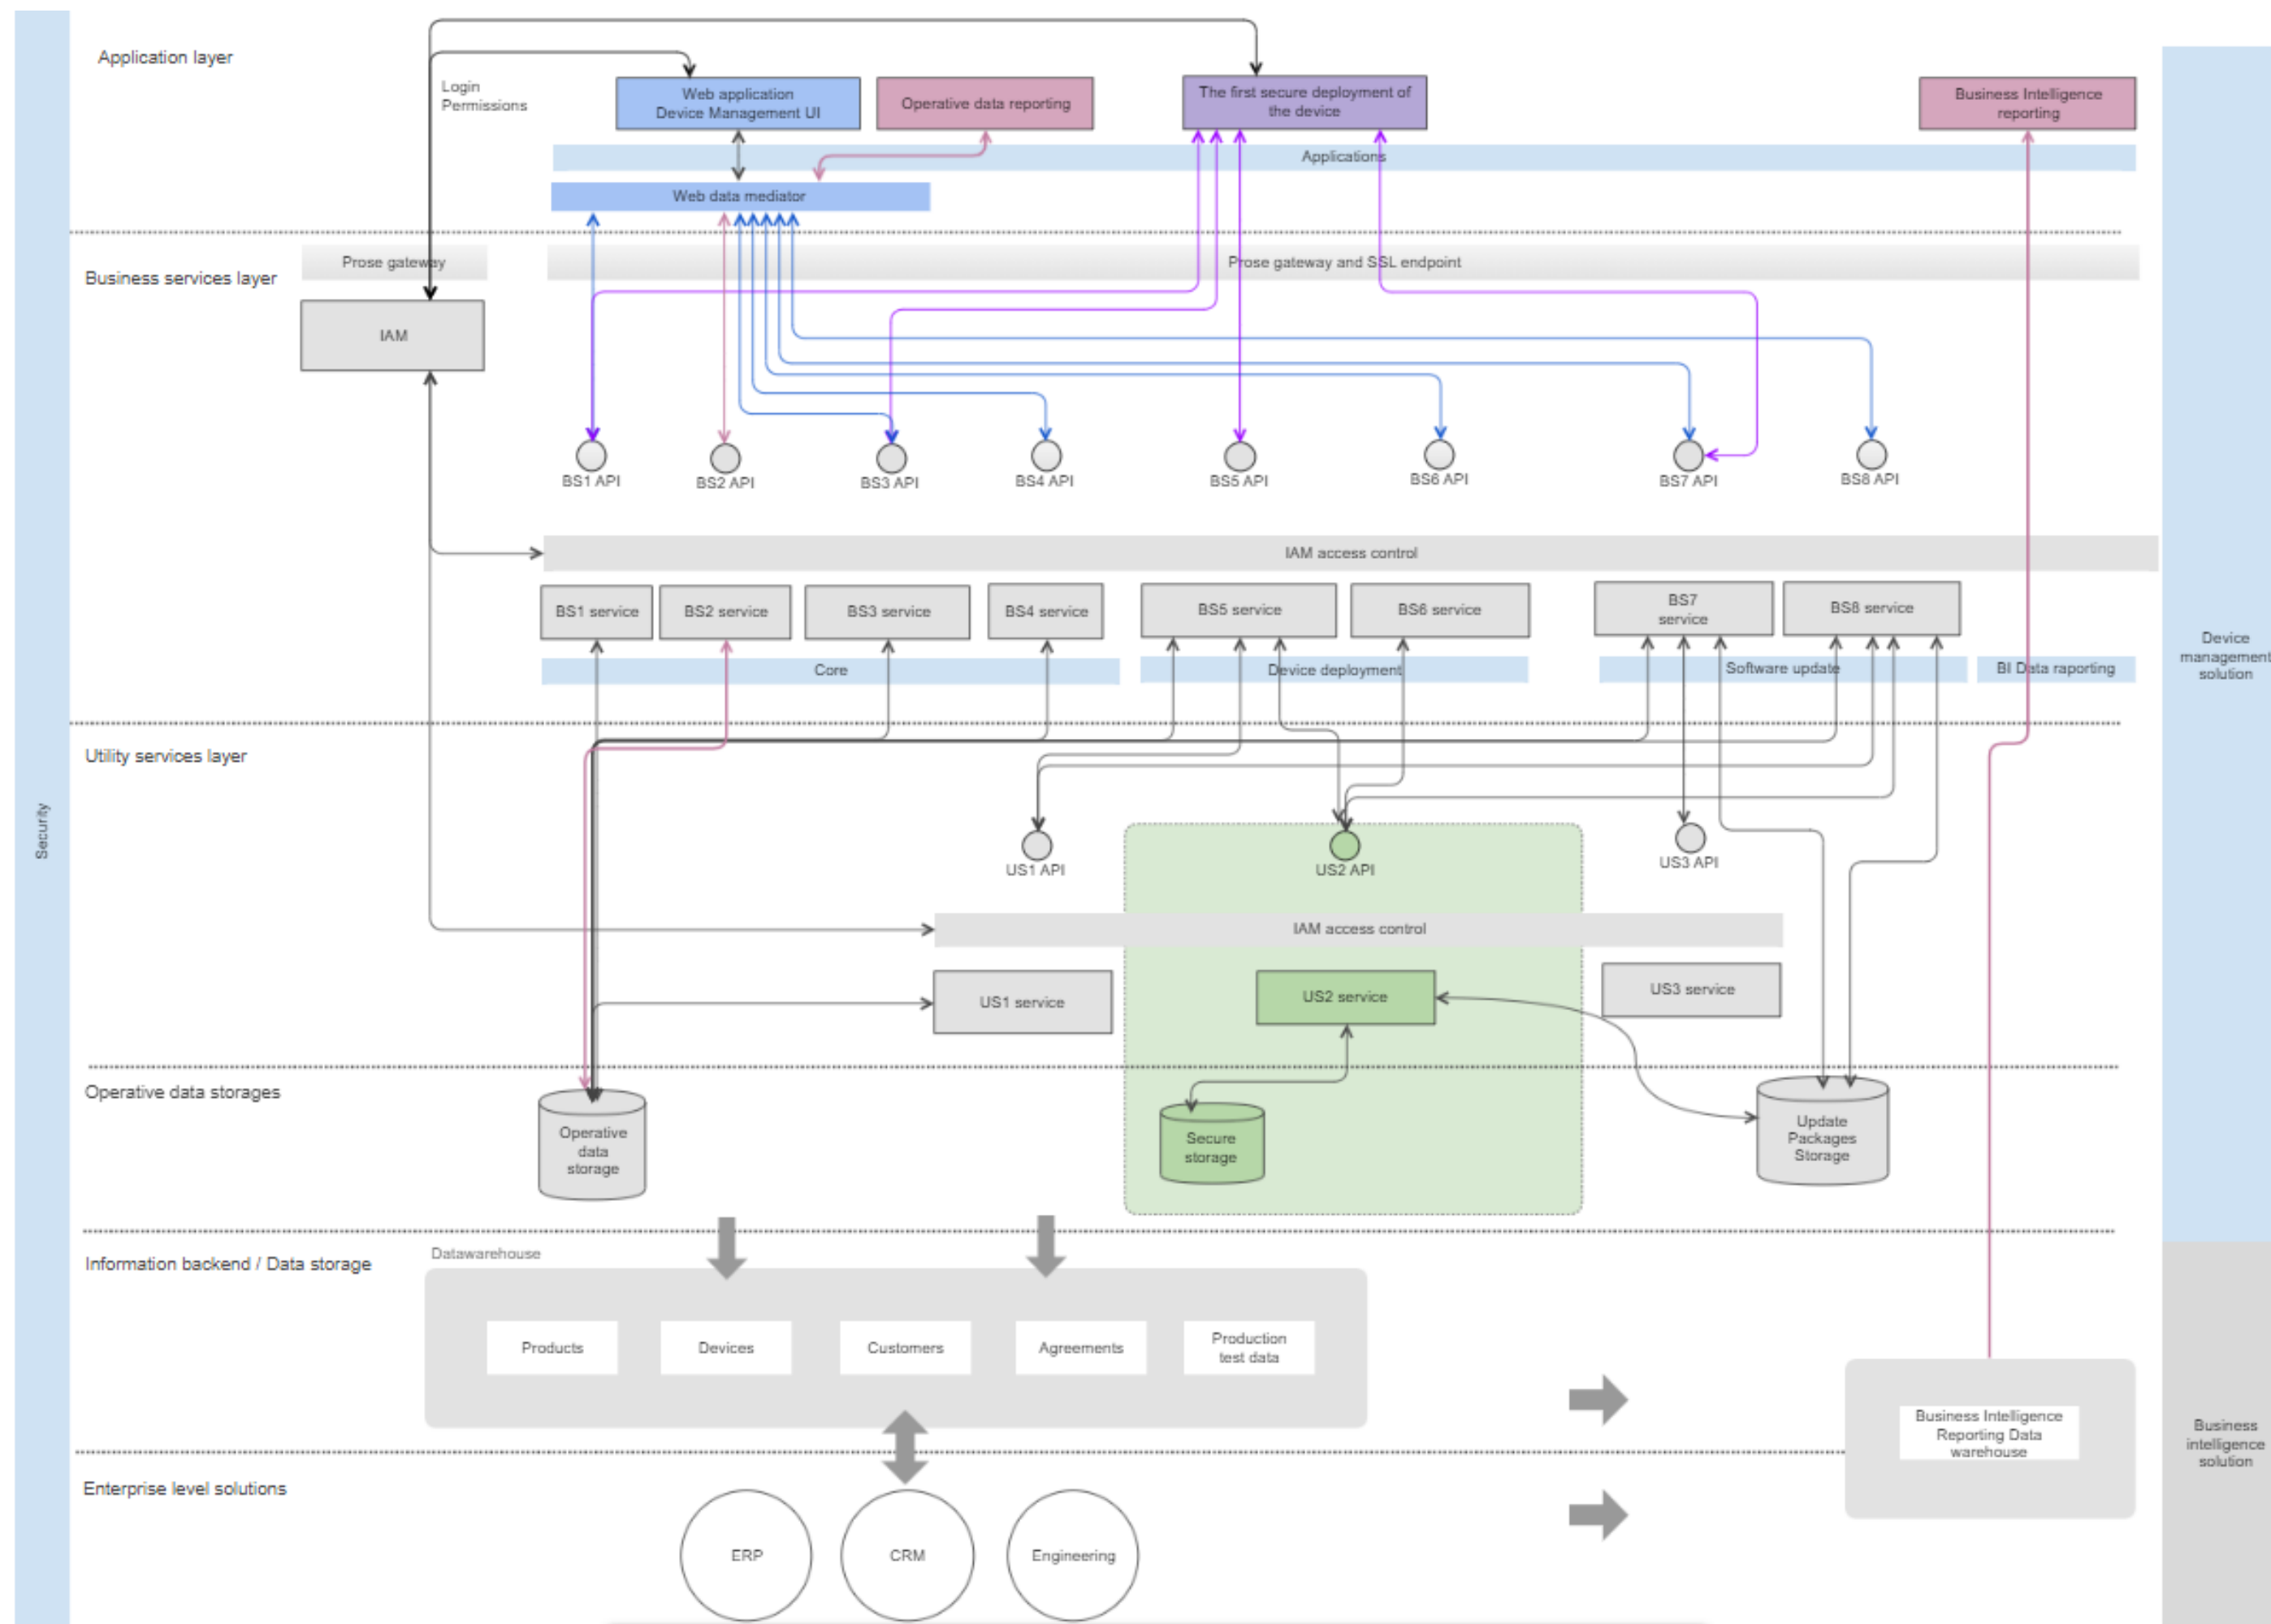 Application layer
Login
Permissions
Web application
Device Management UI
Operative data reporting
The first secure deployment of
the device
Business Intelligence
reporting
Applications
Web data mediator
Business services layer
Prose gateway
Prose gateway and SSL endpoint
IAM
BS1 API
BS2 API
BS3 API
BS4 API
BS5 API
BS6 API
BS7 API
BS8 API
IAM access control
BS1 service
BS2 service
BS3 service
BS4 service
BS5 service
BS6 service
BS7
service
BS8 service
Core
Device deployment
Software update
BI Data raporting
Device
management
solution
Utility services layer
Security
US1 API
US2 API
US3 API
IAM access control
US1 service
US2 service
US3 service
Operative data storages
Operative
data
storage
Secure
storage
Update
Packages
Storage
Information backend / Data storage
Datawarehouse
Products
Devices
Customers
Agreements
Production
test data
Business Intelligence
Reporting Data
warehouse
Business
intelligence
solution
Enterprise level solutions
ERP
CRM
Engineering